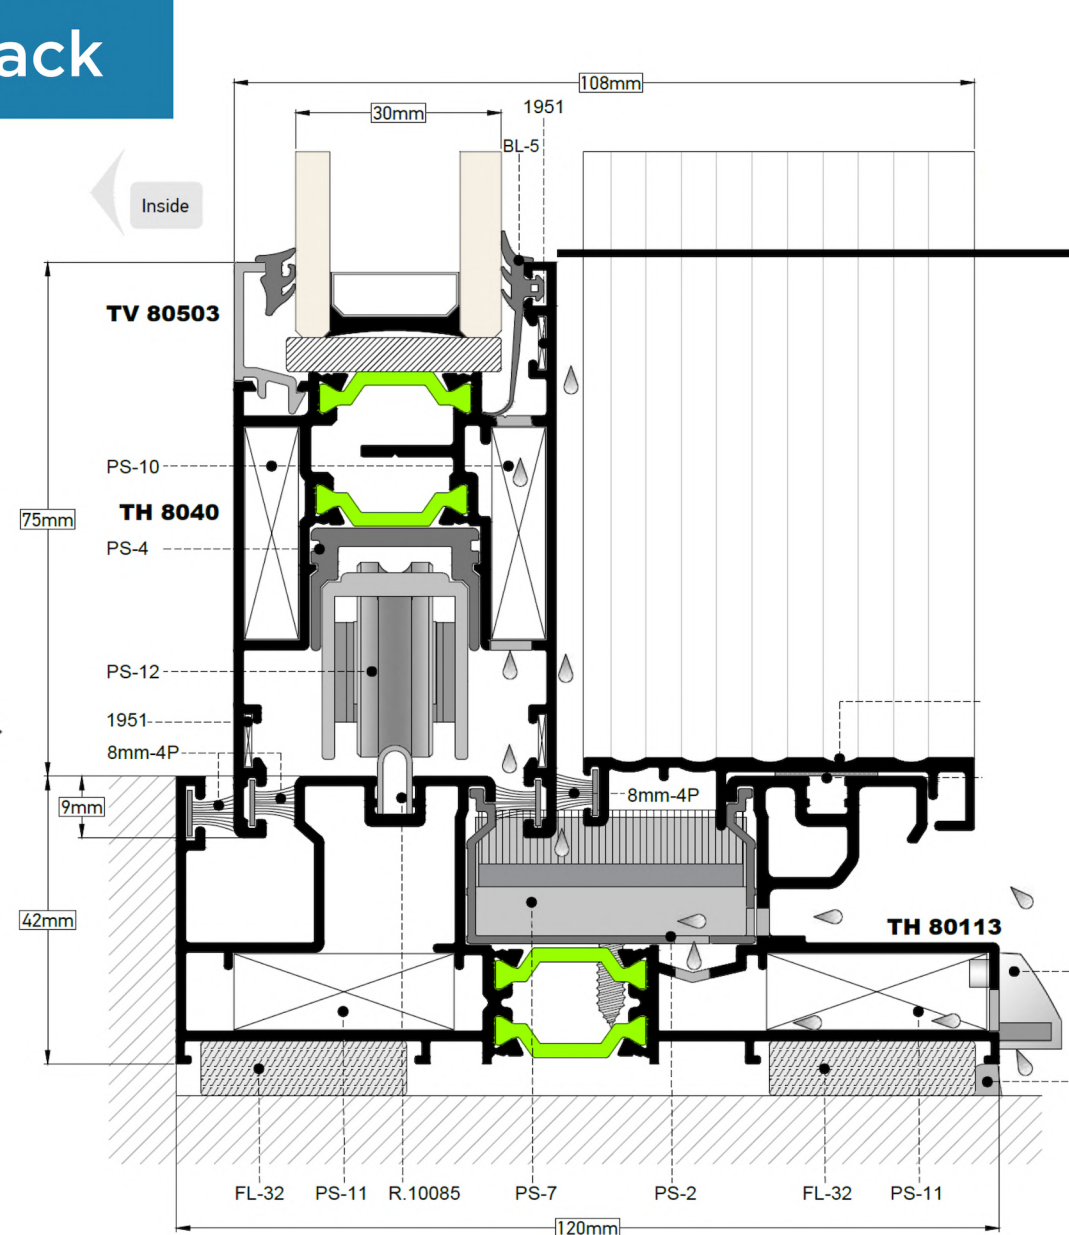 ack
108mm
30mm
1951
BL-5
Inside
TV 80503
PS-10
TH 8040
75mm
PS-4
PS-12
1951
8mm-4P
9mm
8mm-4P
42mm
TH 80113
FL-32
PS-11
R.10085
PS-7
PS-2
FL-32
PS-11
120mm